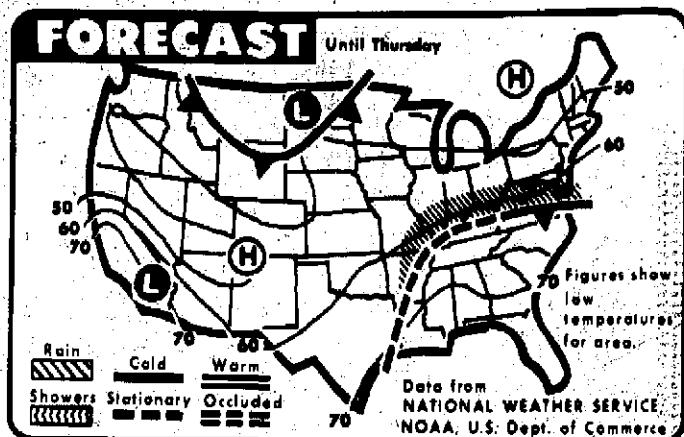 FORECAST Until Thursday
H
L
50
60
50
60
70
H
L
70
60
70
70
Figures show
low
temperatures
for area.
Rain Cold Warm
Showers Stationary Occluded
Data from
NATIONAL WEATHER SERVICE,
NOAA, U.S. Dept. of Commerce